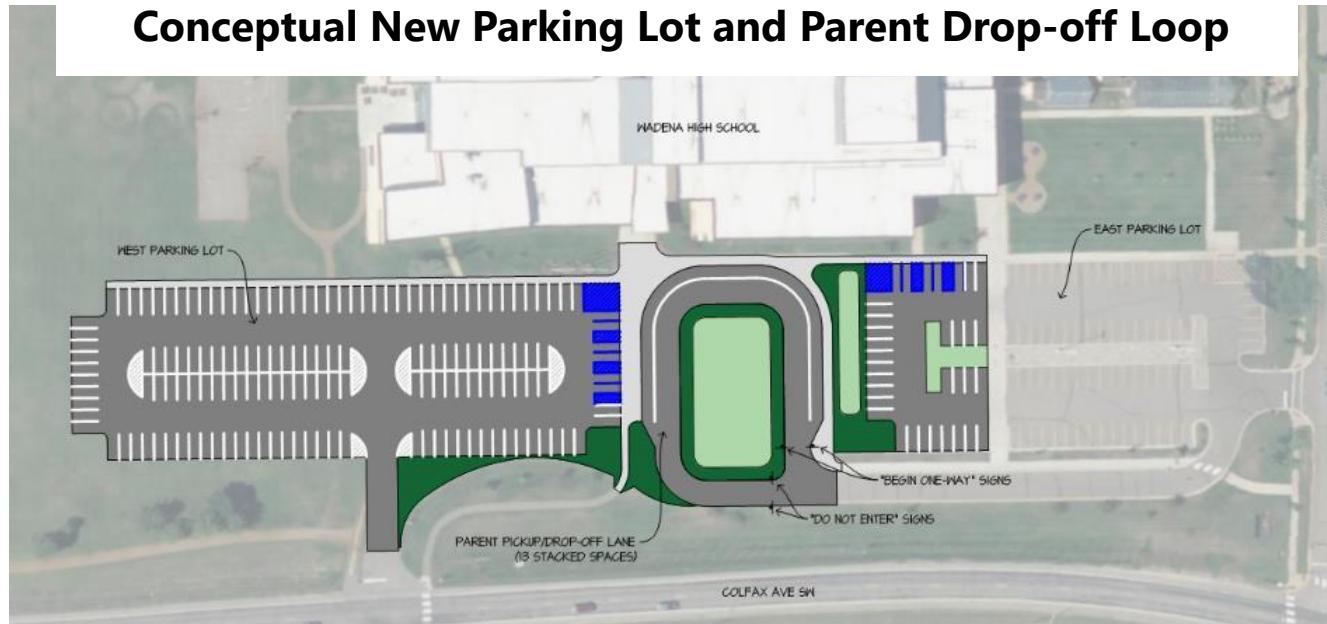 Conceptual New Parking Lot and Parent Drop-off Loop
WADENA HIGH SCHOOL
WEST PARKING LOT
EAST PARKING LOT
"BEGIN ONE-WAY" SIGNS
"DO NOT ENTER" SIGNS
PARENT PICKUP/DROP-OFF LANE
(13 STACKED SPACES)
COLFAX AVE SW